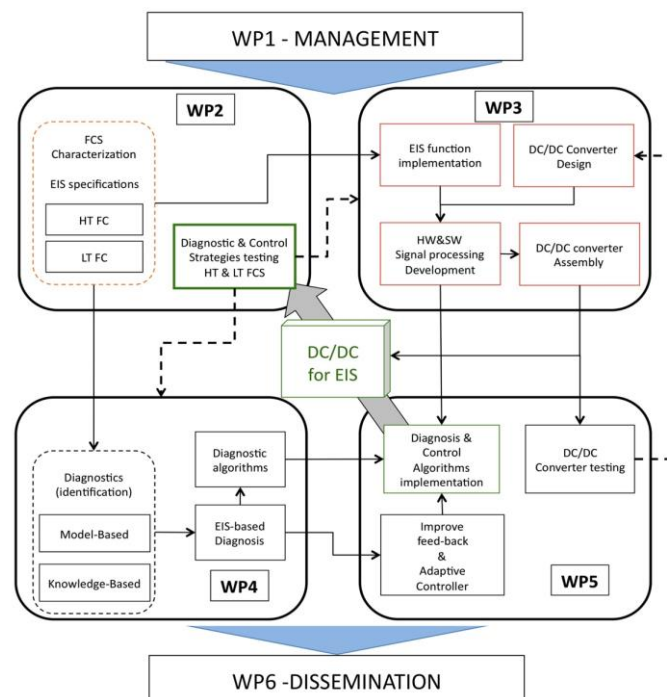 WP1 - MANAGEMENT
WP2
FCS
Characterization
EIS specifications
HT FC
LT FC
Diagnostic & Control
Strategies testing
HT & LT FCS
WP3
EIS function
implementation
DC/DC Converter
Design
HW&SW
Signal processing
Development
DC/DC converter
Assembly
DC/DC
for EIS
Diagnostics
(identification)
Model-Based
Knowledge-Based
Diagnostic
algorithms
EIS-based
Diagnosis
WP4
Diagnosis &
Control
Algorithms
implementation
DC/DC
Converter testing
Improve
feed-back
&
Adaptive
Controller
WP5
WP6 -DISSEMINATION